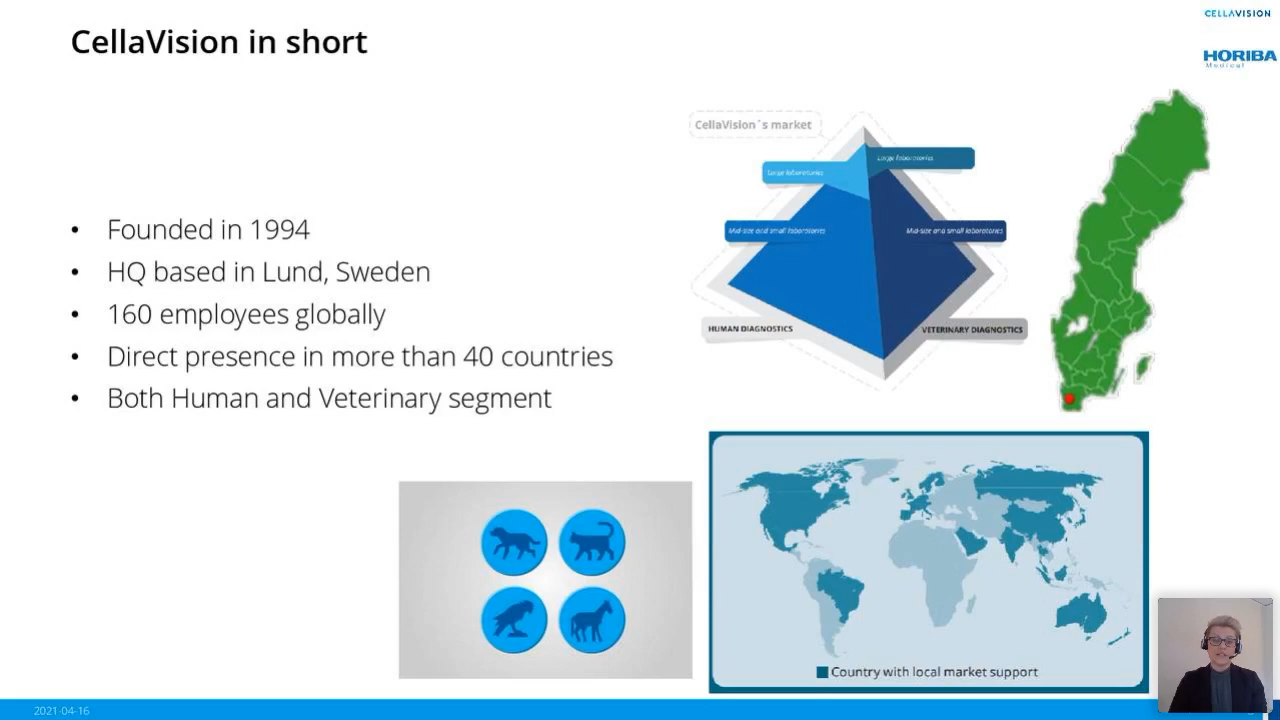 CellaVision in short
CELLAVISION
HORIBA
Medical
CellaVision´s market
Large laboratories
Large laboratories
Mid-size and small laboratories
Mid-size and small laboratories
HUMAN DIAGNOSTICS
VETERINARY DIAGNOSTICS
• Founded in 1994
• HQ based in Lund, Sweden
• 160 employees globally
• Direct presence in more than 40 countries
• Both Human and Veterinary segment
Country with local market support
2021-04-16